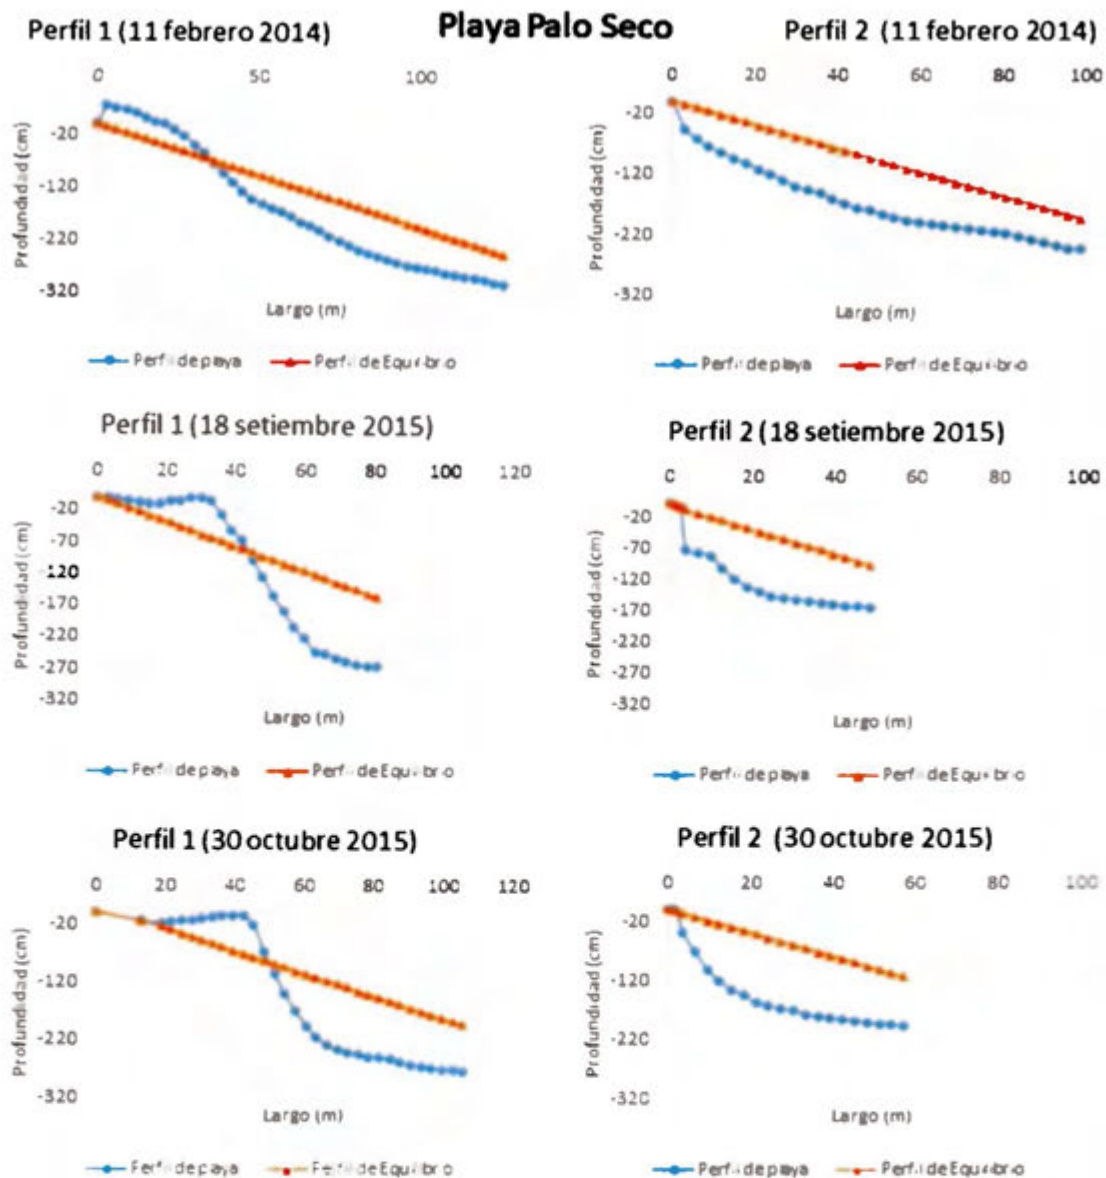 Playa Palo Seco
Perfil 1 (11 febrero 2014)
0 50 100
-20
-120
-220
-320
Profundidad (cm)
Largo (m)
Perfil de playa Perfil de Equilibrio
Perfil 2 (11 febrero 2014)
0 20 40 60 80 100
-20
-120
-220
-320
Profundidad (cm)
Largo (m)
Perfil de playa Perfil de Equilibrio
Perfil 1 (18 setiembre 2015)
0 20 40 60 80 100 120
-20
-70
-120
-170
-220
-270
-320
Profundidad (cm)
Largo (m)
Perfil de playa Perfil de Equilibrio
Perfil 2 (18 setiembre 2015)
0 20 40 60 80 100
-20
-70
-120
-170
-220
-270
-320
Profundidad (cm)
Largo (m)
Perfil de playa Perfil de Equilibrio
Perfil 1 (30 octubre 2015)
0 20 40 60 80 100 120
-20
-120
-220
-320
Profundidad (cm)
Largo (m)
Perfil de playa Perfil de Equilibrio
Perfil 2 (30 octubre 2015)
0 20 40 60 80 100
-20
-120
-220
-320
Profundidad (cm)
Largo (m)
Perfil de playa Perfil de Equilibrio